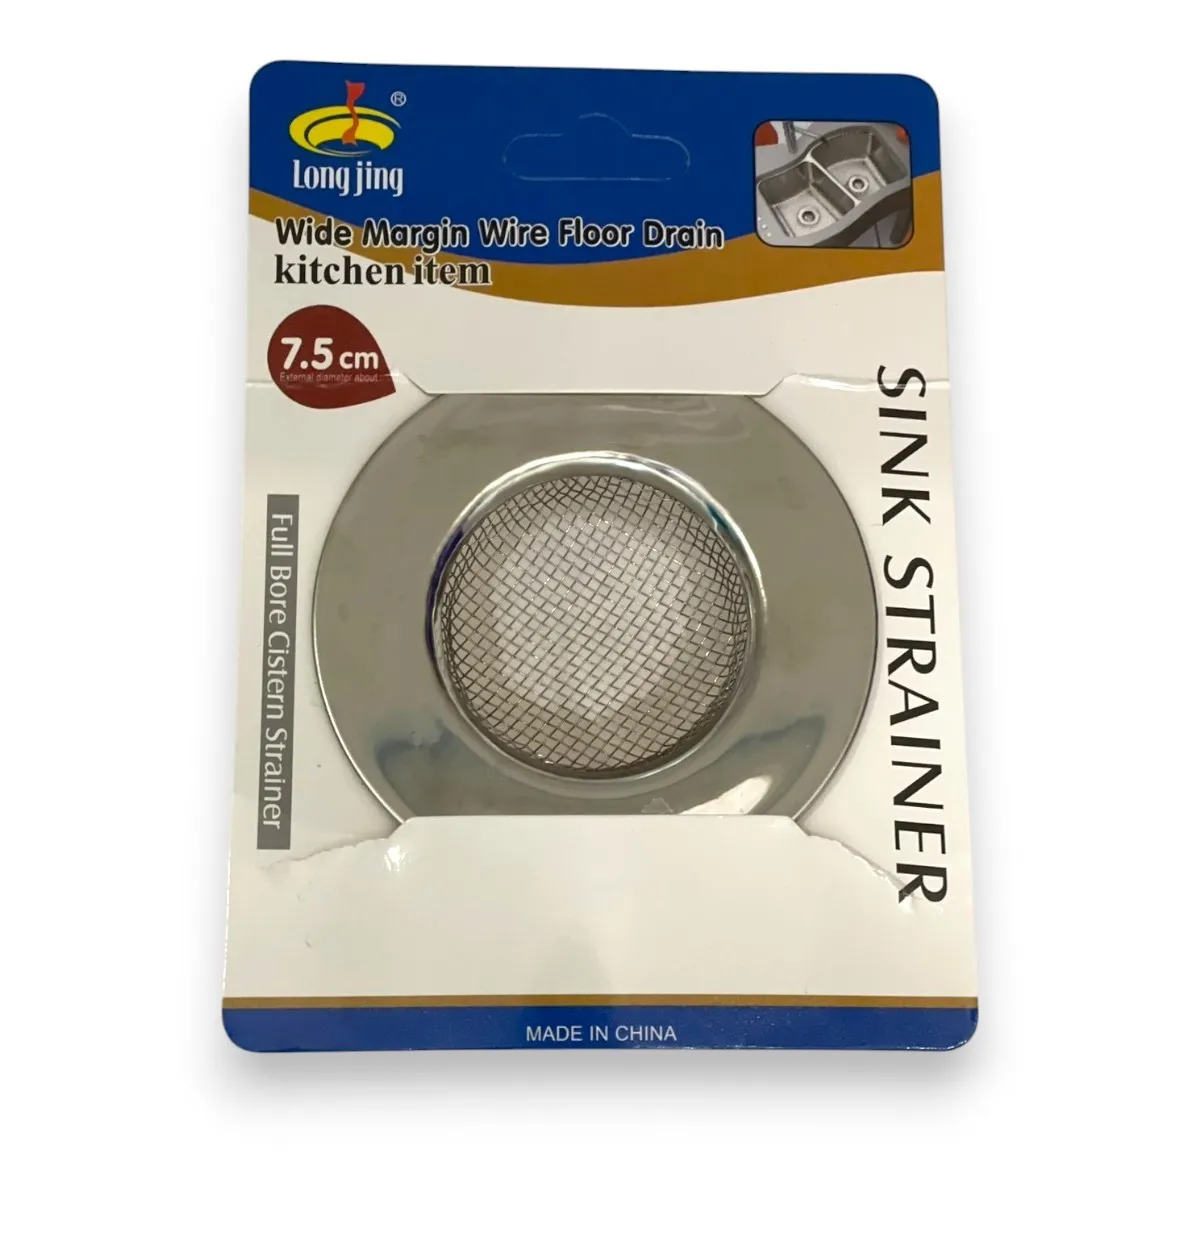 ®
Long jing
Wide Margin Wire Floor Drain
kitchen item
7.5 cm
External diameter about:
SINK STRAINER
Full Bore Cistern Strainer
MADE IN CHINA